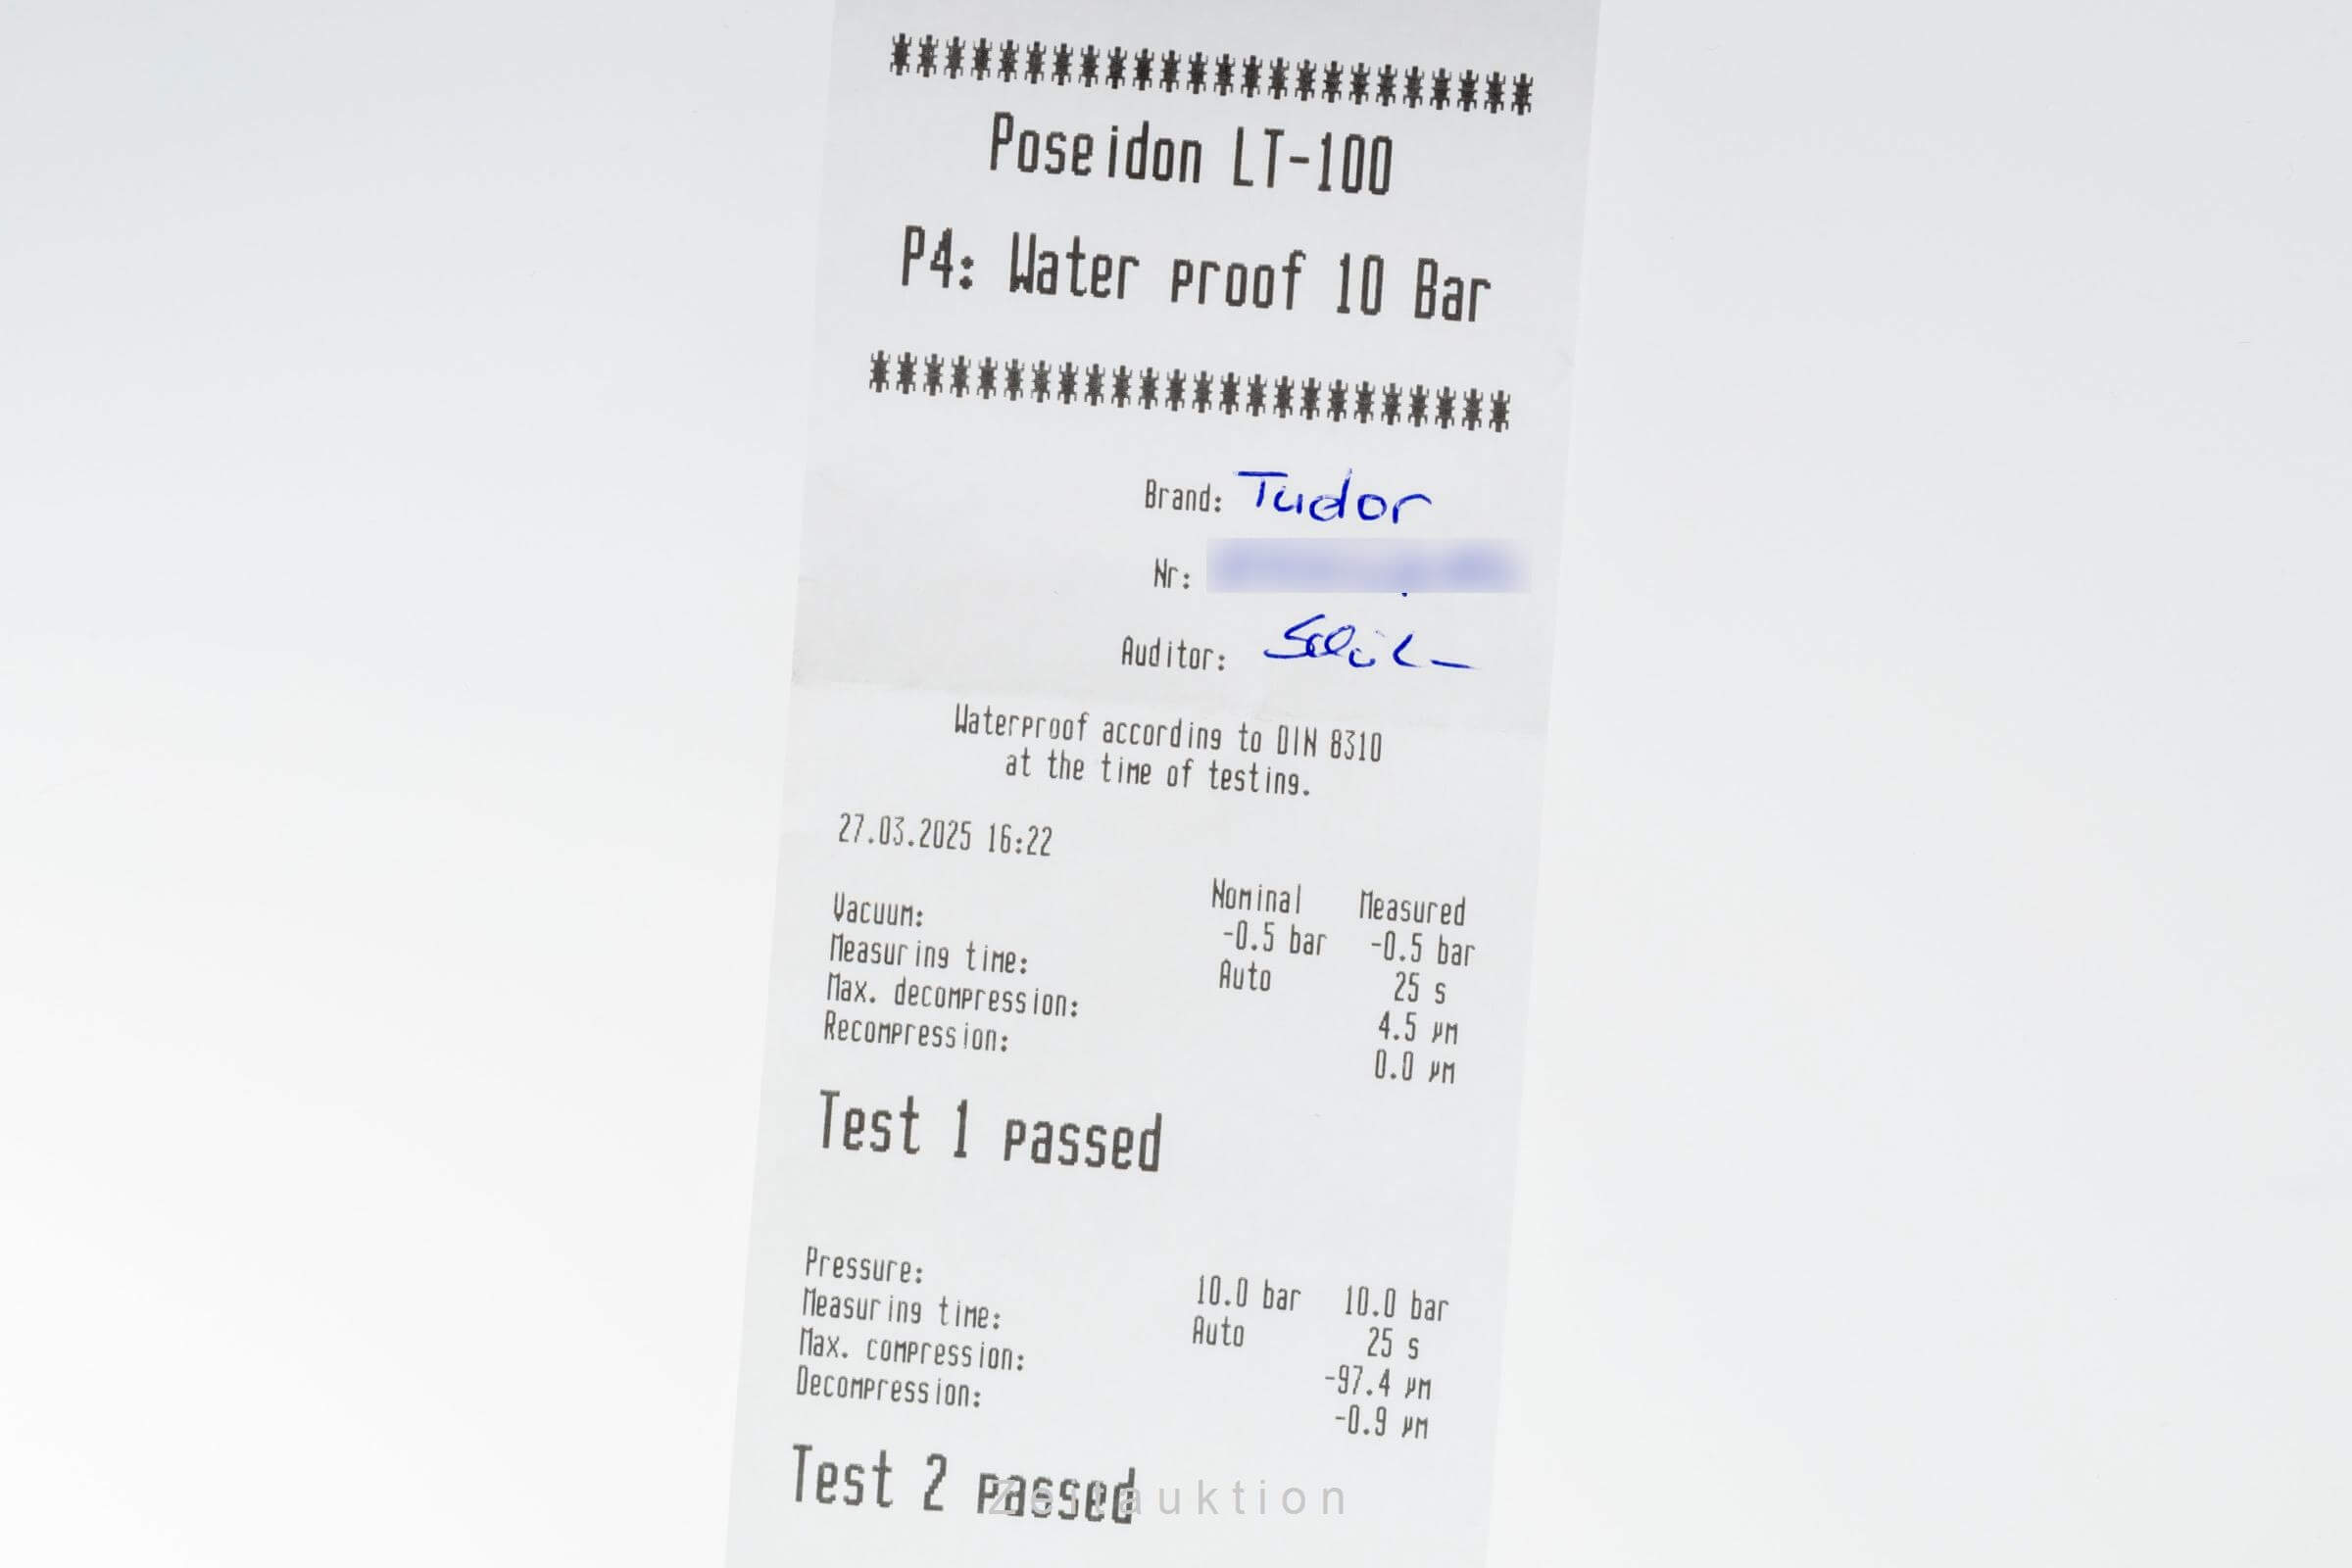 ************************
Poseidon LT-100
P4: Water proof 10 Bar
************************
Brand: Tudor
Nr:
Auditor:
Waterproof according to DIN 8310
at the time of testing.
27.03.2025 16:22
Nominal Measured
Vacuum: -0.5 bar -0.5 bar
Measuring time: Auto 25 s
Max. decompression: 4.5 µm
Recompression: 0.0 µm
Test 1 passed
Pressure: 10.0 bar 10.0 bar
Measuring time: Auto 25 s
Max. compression: -97.4 µm
Decompression: -0.9 µm
Test 2 passed
Zeitauktion